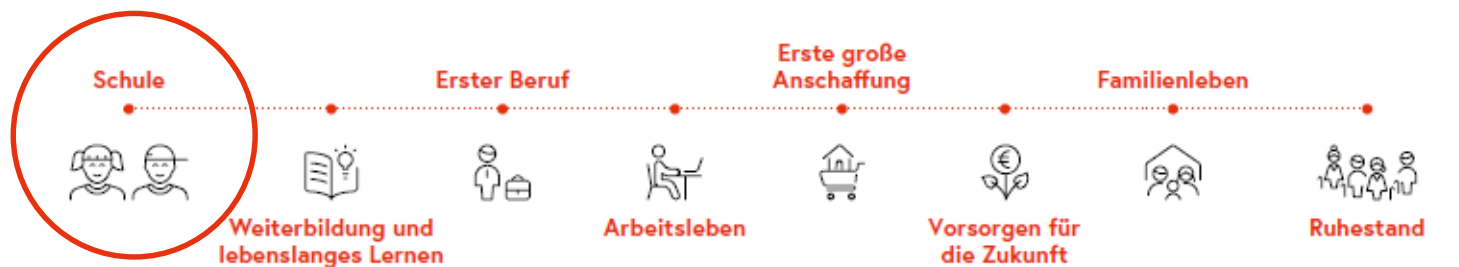 Schule
Weiterbildung und
lebenslanges Lernen
Erster Beruf
Arbeitsleben
Erste große
Anschaffung
€
Vorsorgen für
die Zukunft
Familienleben
Ruhestand